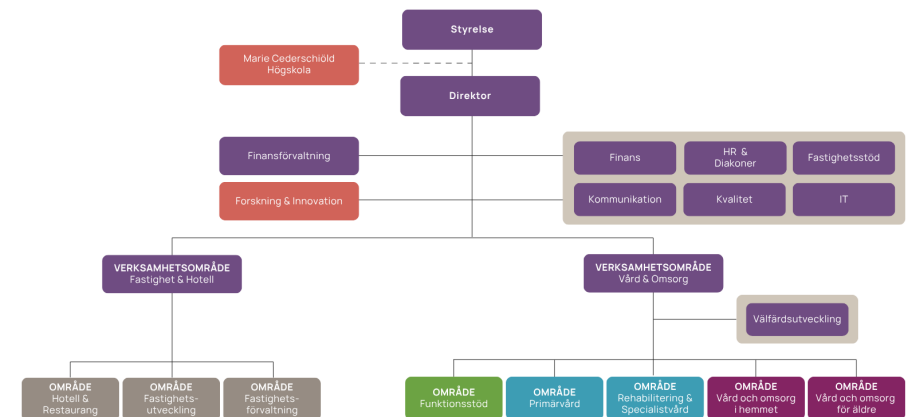 Styrelse
Marie Cederschiöld
Högskola
Direktor
Finansförvaltning
Finans
HR &
Diakoner
Fastighetsstöd
Forskning & Innovation
Kommunikation
Kvalitet
IT
VERKSAMHETSOMRÅDE
Fastighet & Hotell
VERKSAMHETSOMRÅDE
Vård & Omsorg
Välfärdsutveckling
OMRÅDE
Hotell &
Restaurang
OMRÅDE
Fastighets-
utveckling
OMRÅDE
Fastighets-
förvaltning
OMRÅDE
Funktionsstöd
OMRÅDE
Primärvård
OMRÅDE
Rehabilitering &
Specialistvård
OMRÅDE
Vård och omsorg
i hemmet
OMRÅDE
Vård och omsorg
för äldre